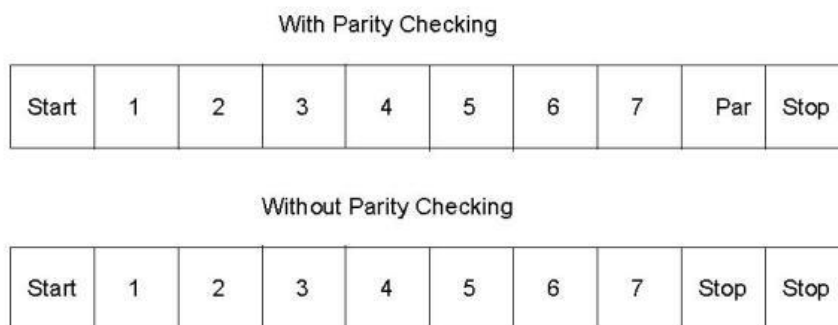 With Parity Checking
Start 1 2 3 4 5 6 7 Par Stop
Without Parity Checking
Start 1 2 3 4 5 6 7 Stop Stop